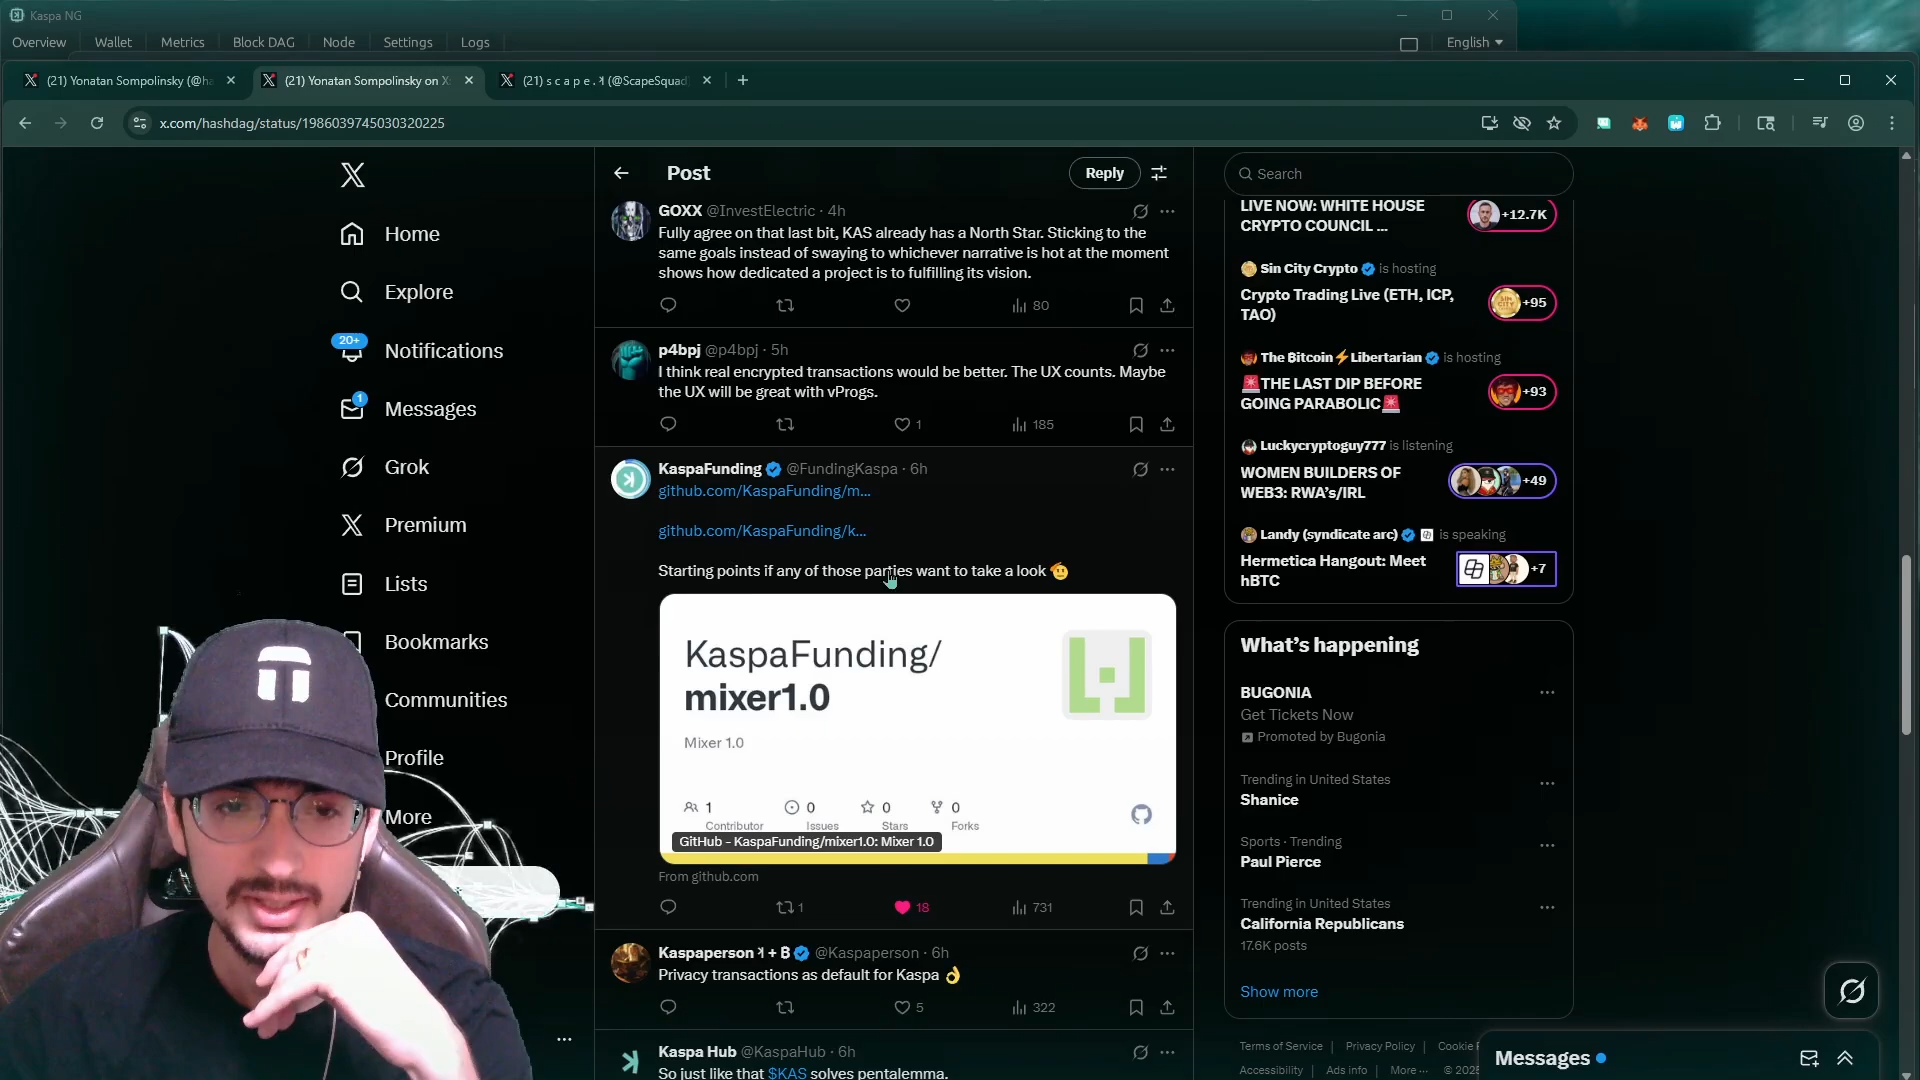 Kaspa NG
Overview Wallet Metrics Block DAG Node Settings Logs English
(21) Yonatan Sompolinsky (@ha
(21) Yonatan Sompolinsky on X
(21) s c a p e . (@ScapeSquad
x.com/hashdag/status/1986039745030320225
Home
Explore
20+
Notifications
1
Messages
Grok
Premium
Lists
Bookmarks
Communities
Profile
More
Post
Reply
GOXX @InvestElectric · 4h
Fully agree on that last bit, KAS already has a North Star. Sticking to the
same goals instead of swaying to whichever narrative is hot at the moment
shows how dedicated a project is to fulfilling its vision.
80
p4bpj @p4bpj · 5h
I think real encrypted transactions would be better. The UX counts. Maybe
the UX will be great with vProgs.
1 185
KaspaFunding @FundingKaspa · 6h
github.com/KaspaFunding/m...
github.com/KaspaFunding/k...
Starting points if any of those parties want to take a look
KaspaFunding/
mixer1.0
Mixer 1.0
1 0 0 0
Contributor Issues Stars Forks
GitHub - KaspaFunding/mixer1.0: Mixer 1.0
From github.com
1 18 731
Kaspaperson + ₿ @Kaspaperson · 6h
Privacy transactions as default for Kaspa 👌
5 322
Kaspa Hub @KaspaHub · 6h
So just like that $KAS solves pentalemma.
Search
LIVE NOW: WHITE HOUSE
CRYPTO COUNCIL ...
+12.7K
Sin City Crypto is hosting
Crypto Trading Live (ETH, ICP,
TAO)
+95
The ₿itcoin⚡Libertarian is hosting
🚨THE LAST DIP BEFORE
GOING PARABOLIC🚨
+93
Luckycryptoguy777 is listening
WOMEN BUILDERS OF
WEB3: RWA's/IRL
+49
Landy (syndicate arc) is speaking
Hermetica Hangout: Meet
hBTC
+7
What's happening
BUGONIA
Get Tickets Now
Promoted by Bugonia
Trending in United States
Shanice
Sports · Trending
Paul Pierce
Trending in United States
California Republicans
17.6K posts
Show more
Terms of Service | Privacy Policy | Cookie
Accessibility | Ads info | More ··· © 202
Messages